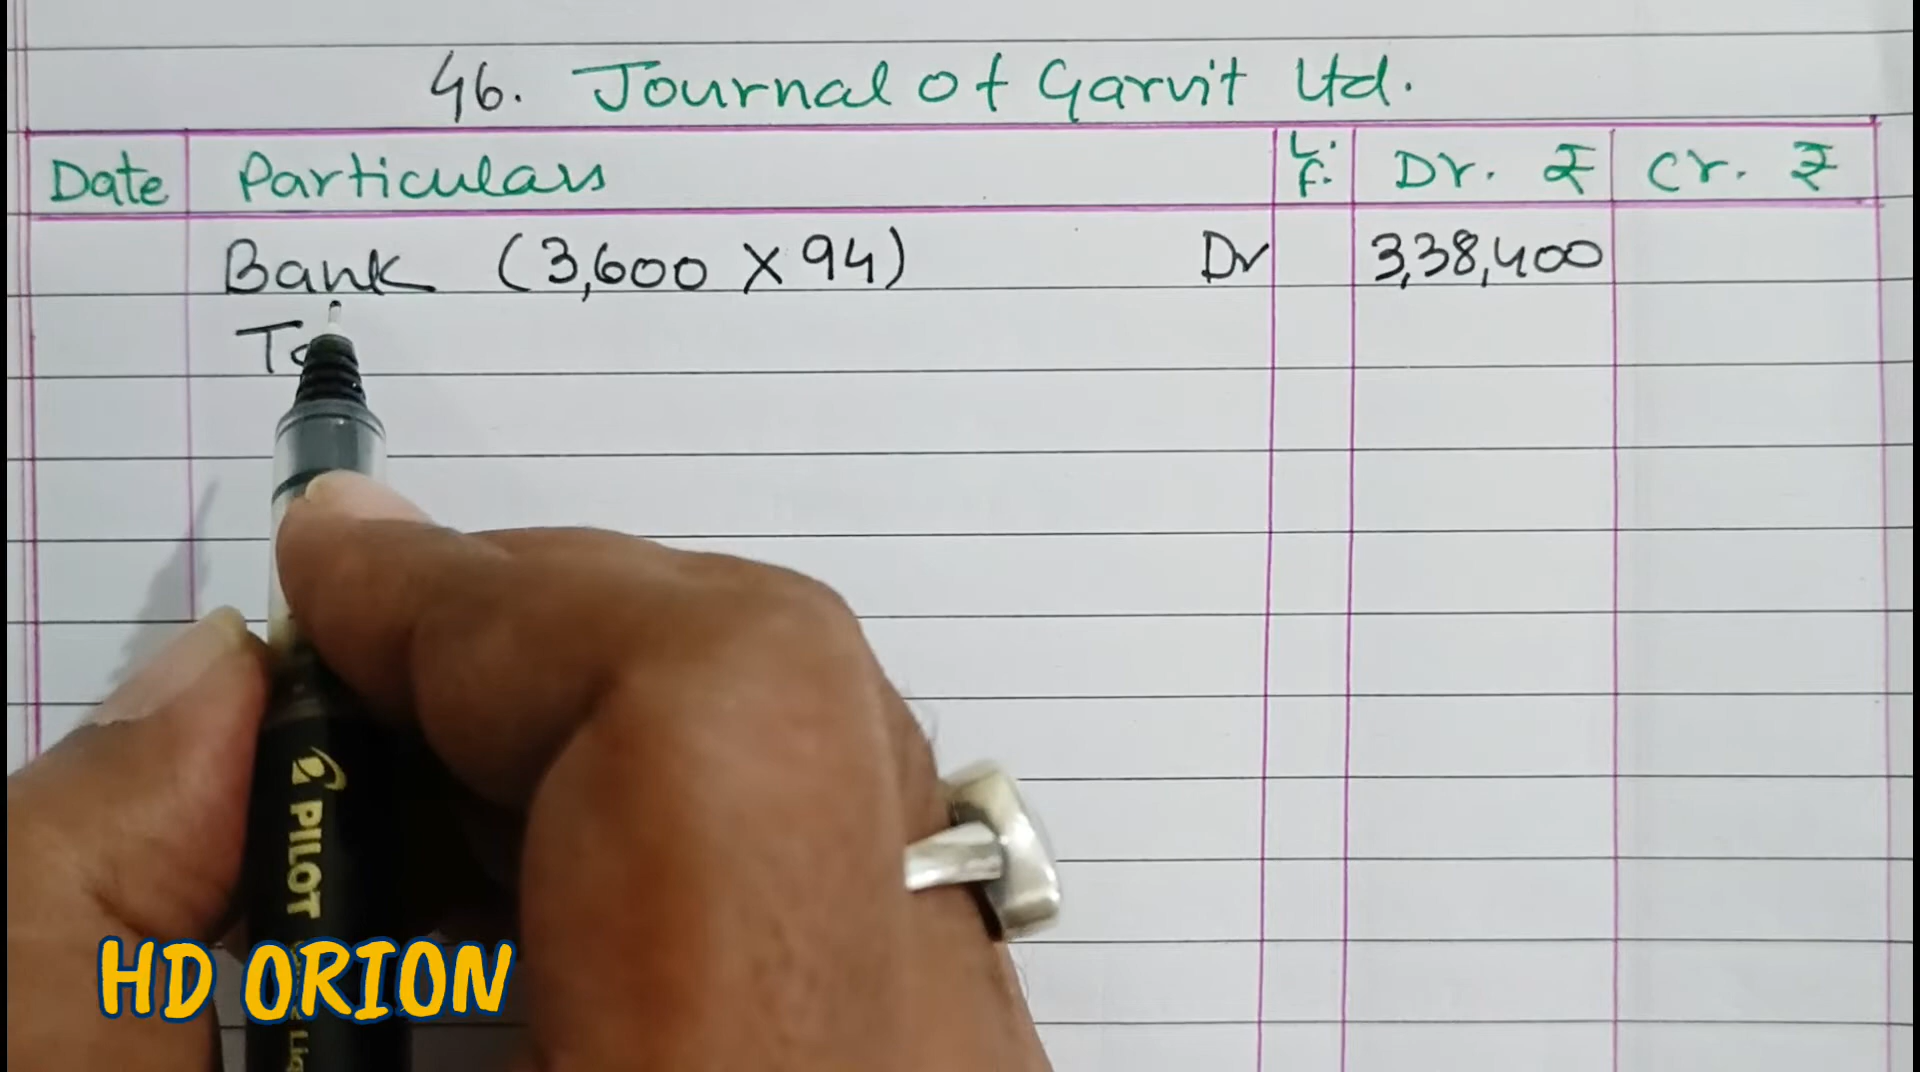 46. Journal of Garvit Ltd.
Date Particulars L.F. Dr. ₹ Cr. ₹
Bank (3,600 × 94) Dr 3,38,400
To
PILOT
HD ORION